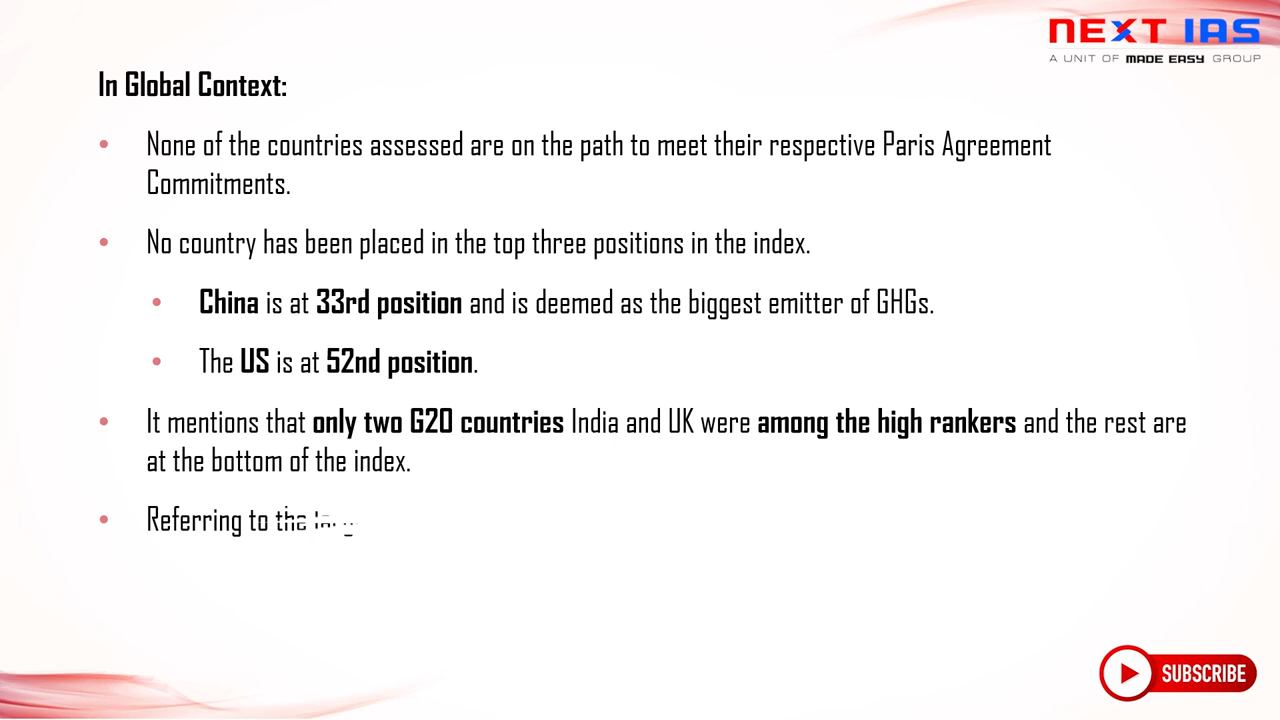 NEXT IAS
A UNIT OF MADE EASY GROUP
In Global Context:
• None of the countries assessed are on the path to meet their respective Paris Agreement
Commitments.
• No country has been placed in the top three positions in the index.
• China is at 33rd position and is deemed as the biggest emitter of GHGs.
• The US is at 52nd position.
• It mentions that only two G20 countries India and UK were among the high rankers and the rest are
at the bottom of the index.
• Referring to the
SUBSCRIBE